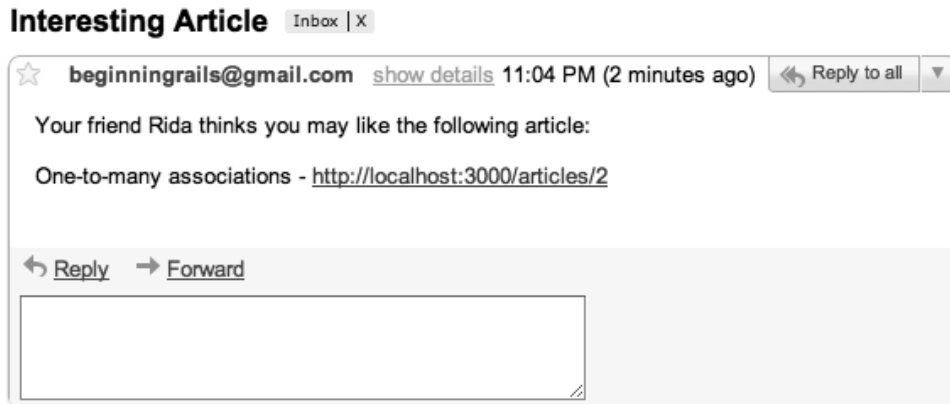 Interesting Article Inbox | X
beginningrails@gmail.com show details 11:04 PM (2 minutes ago) Reply to all
Your friend Rida thinks you may like the following article:
One-to-many associations - http://localhost:3000/articles/2
Reply Forward